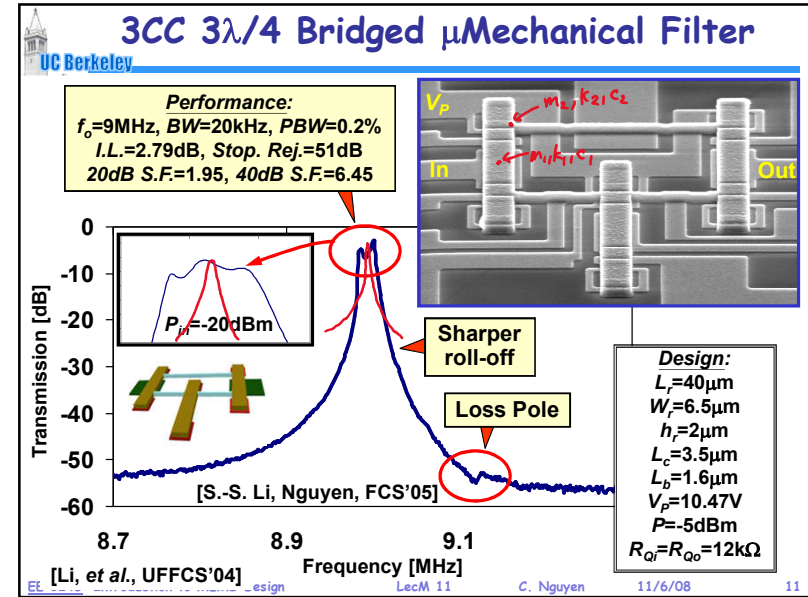 3CC 3λ/4 Bridged μMechanical Filter
UC Berkeley
Performance:
fo=9MHz, BW=20kHz, PBW=0.2%
I.L.=2.79dB, Stop. Rej.=51dB
20dB S.F.=1.95, 40dB S.F.=6.45
VP
m2, k2, c2
m1, k1, c1
In
Out
0
-10
-20
-30
-40
-50
-60
Transmission [dB]
Pin=-20dBm
Sharper
roll-off
Loss Pole
Design:
Lr=40μm
Wr=6.5μm
hr=2μm
Lc=3.5μm
Lb=1.6μm
VP=10.47V
P=-5dBm
RQi=RQo=12kΩ
[S.-S. Li, Nguyen, FCS'05]
8.7
8.9
9.1
Frequency [MHz]
[Li, et al., UFFCS'04]
LecM 11
C. Nguyen
11/6/08
11